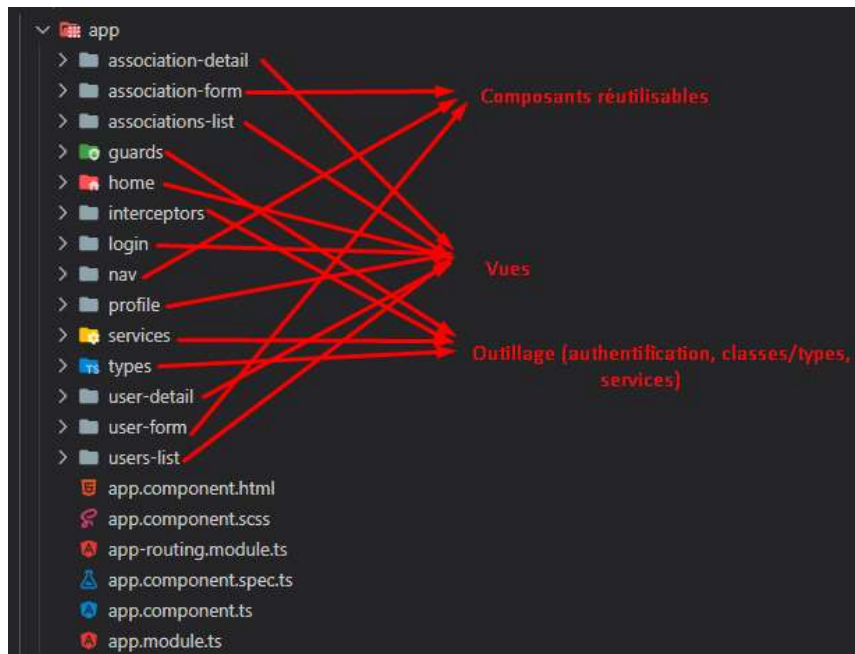 app
association-detail
association-form
Composants réutilisables
associations-list
guards
home
interceptors
login
Vues
nav
profile
services
Outillage (authentification, classes/types,
services)
types
user-detail
user-form
users-list
app.component.html
app.component.scss
app-routing.module.ts
app.component.spec.ts
app.component.ts
app.module.ts